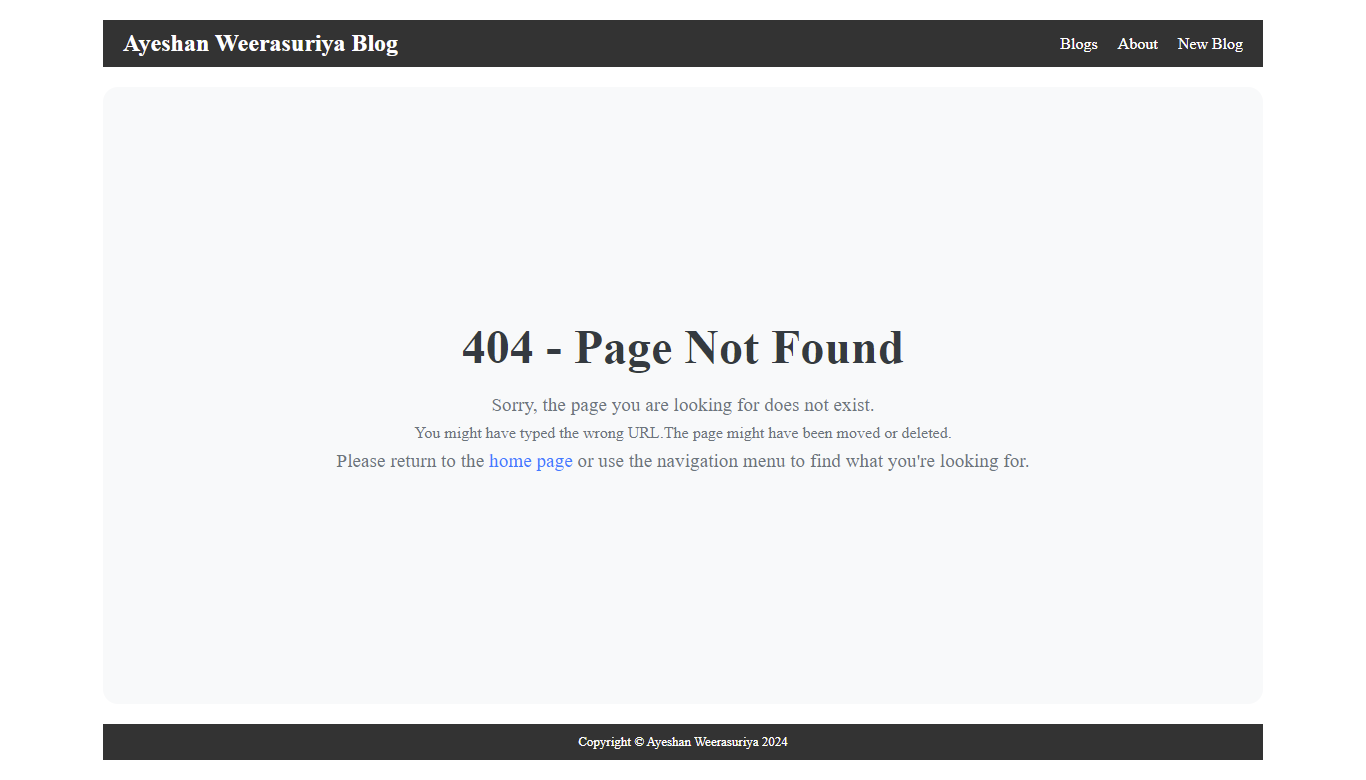 Ayeshan Weerasuriya Blog
Blogs About New Blog
404 - Page Not Found
Sorry, the page you are looking for does not exist.
You might have typed the wrong URL.The page might have been moved or deleted.
Please return to the home page or use the navigation menu to find what you're looking for.
Copyright © Ayeshan Weerasuriya 2024